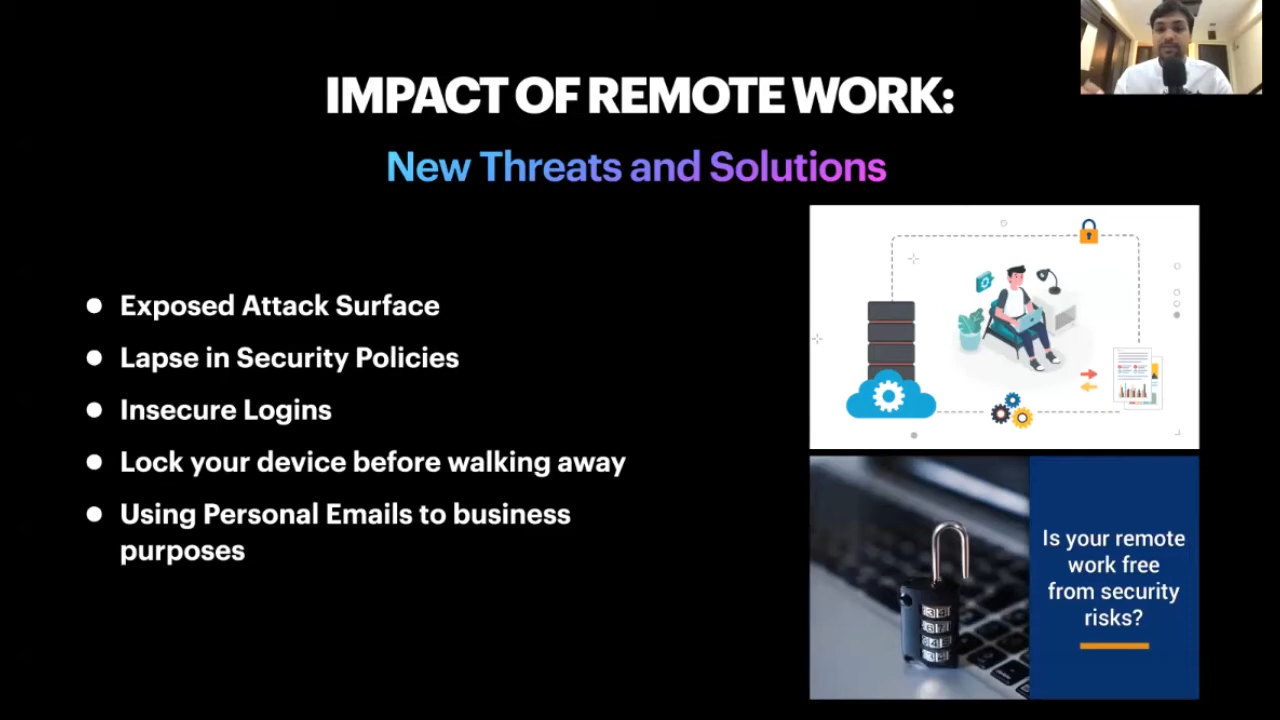 IMPACT OF REMOTE WORK:
New Threats and Solutions
Exposed Attack Surface
Lapse in Security Policies
Insecure Logins
Lock your device before walking away
Using Personal Emails to business
purposes
Is your remote
work free
from security
risks?